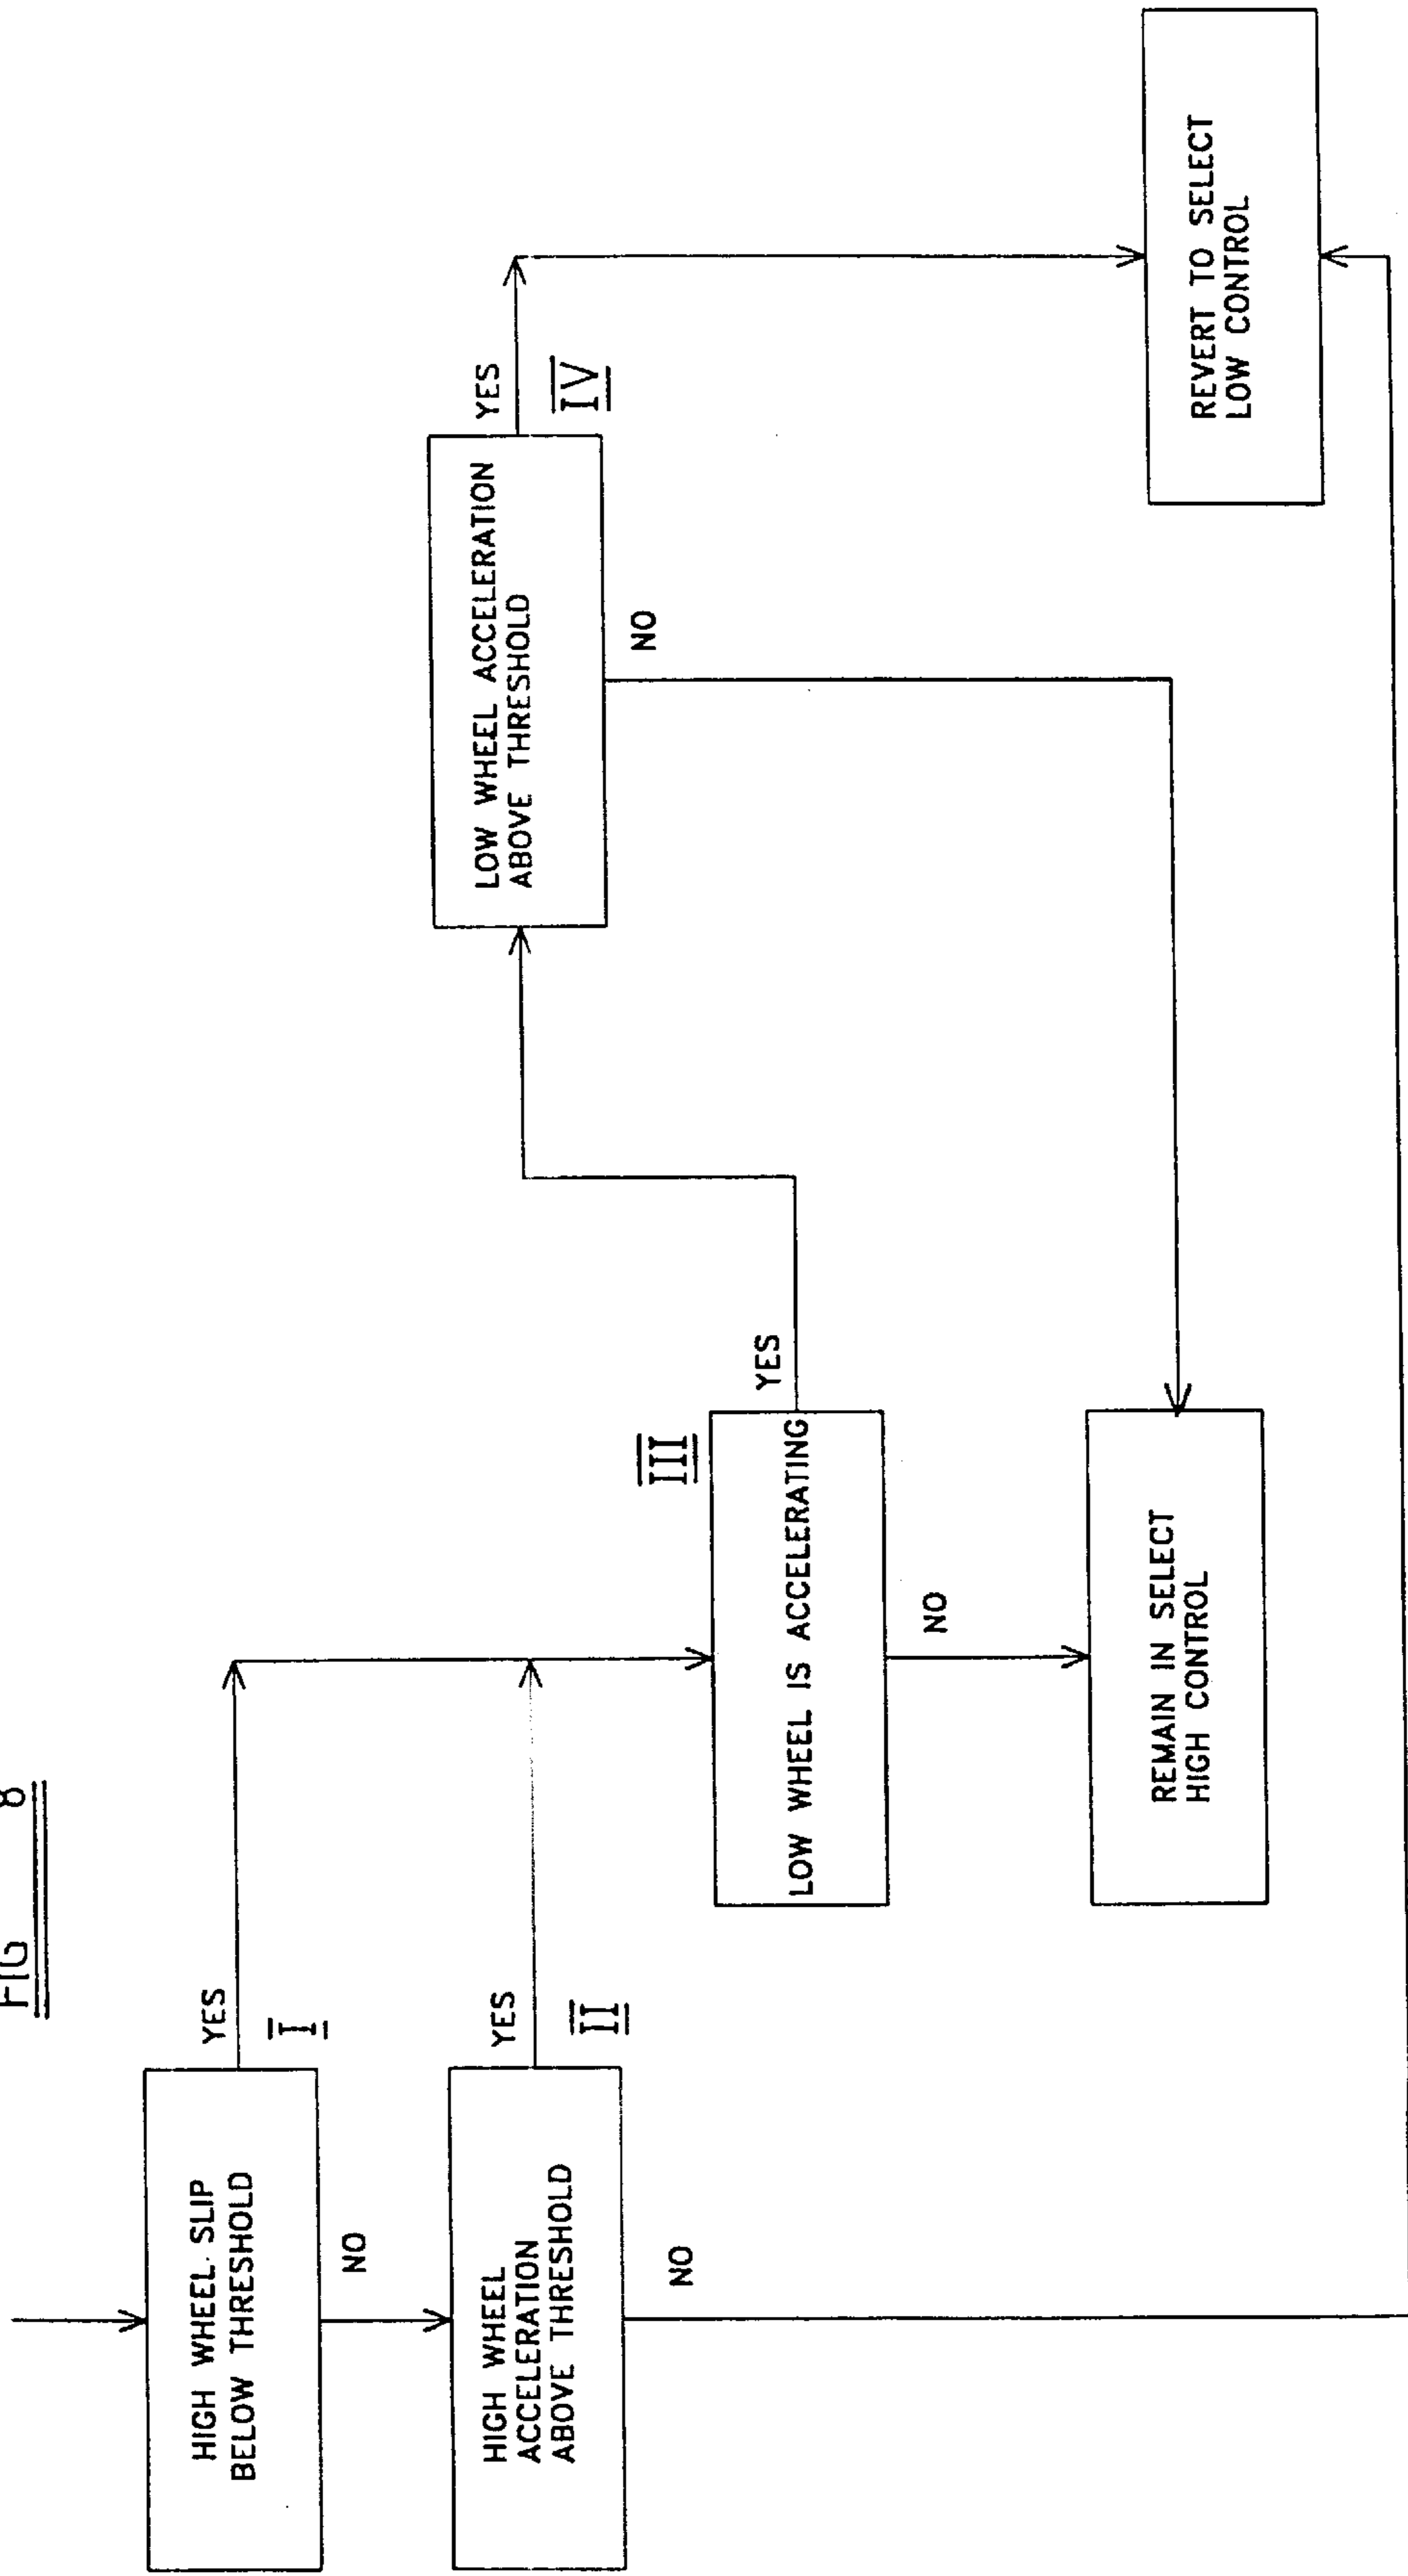 FIG 8
HIGH WHEEL SLIP
BELOW THRESHOLD
YES
I
NO
HIGH WHEEL
ACCELERATION
ABOVE THRESHOLD
YES
II
NO
III
LOW WHEEL IS ACCELERATING
YES
NO
REMAIN IN SELECT
HIGH CONTROL
LOW WHEEL ACCELERATION
ABOVE THRESHOLD
YES
IV
NO
REVERT TO SELECT
LOW CONTROL